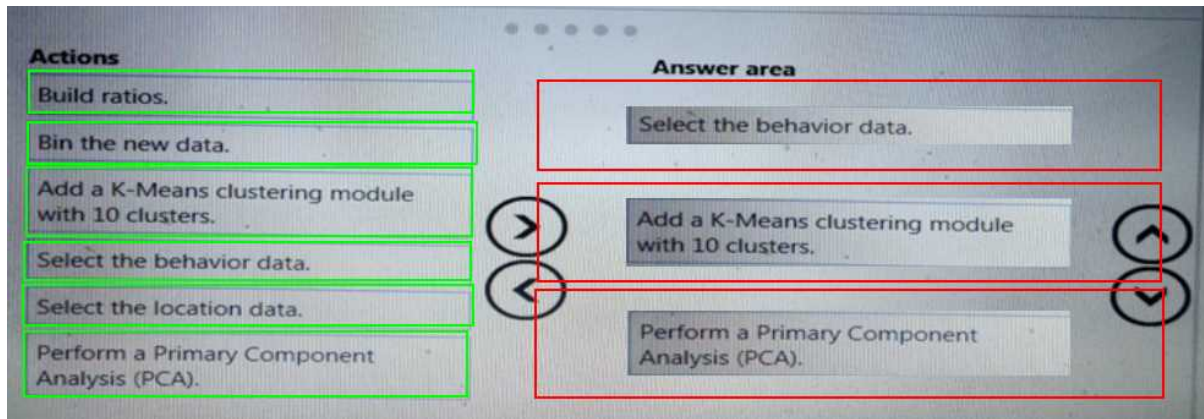 Actions
Build ratios.
Bin the new data.
Add a K-Means clustering module
with 10 clusters.
Select the behavior data.
Select the location data.
Perform a Primary Component
Analysis (PCA).
Answer area
Select the behavior data.
Add a K-Means clustering module
with 10 clusters.
Perform a Primary Component
Analysis (PCA).